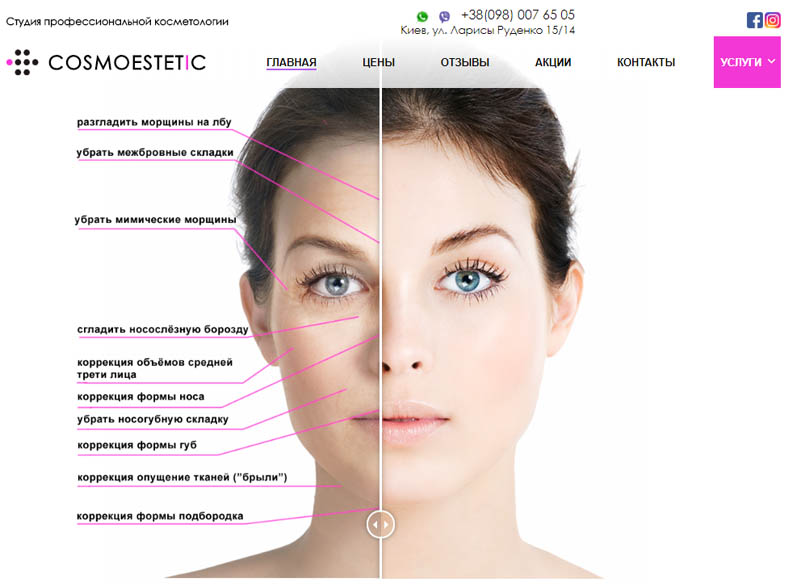 Студия профессиональной косметологии
+38(098) 007 65 05
Киев, ул. Ларисы Руденко 15/14
COSMOESTETIC
ГЛАВНАЯ
ЦЕНЫ
ОТЗЫВЫ
АКЦИИ
КОНТАКТЫ
УСЛУГИ
разгладить морщины на лбу
убрать межбровные складки
убрать мимические морщины
сгладить носослёзную борозду
коррекция объёмов средней
трети лица
коррекция формы носа
убрать носогубную складку
коррекция формы губ
коррекция опущение тканей ("брыли")
коррекция формы подбородка